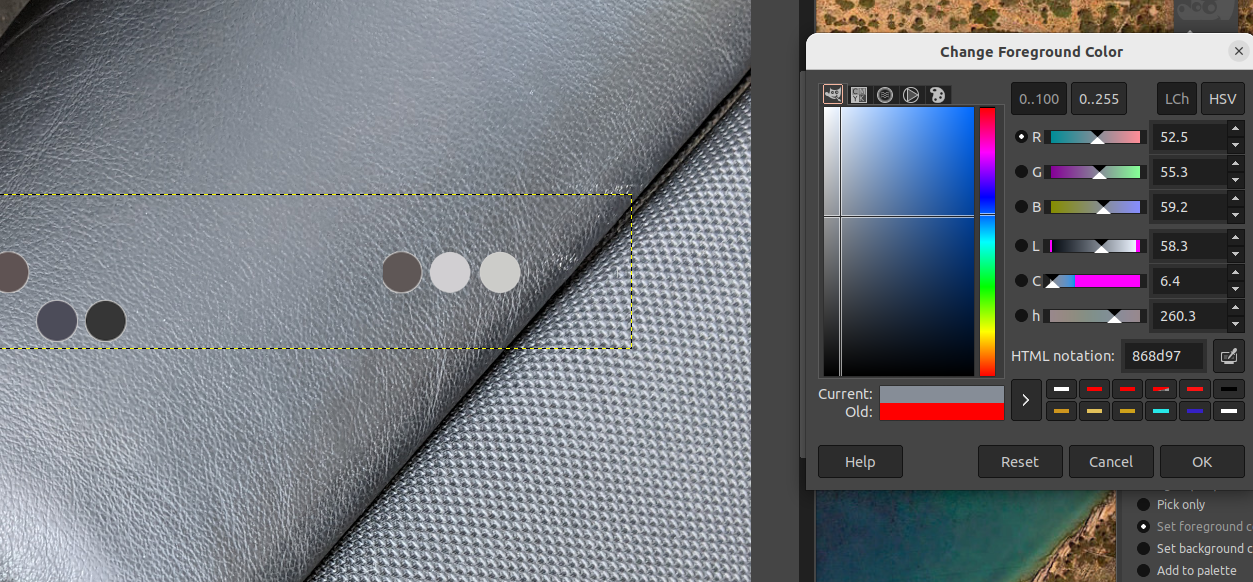 Change Foreground Color
0..100 0..255 LCh HSV
R 52.5
G 55.3
B 59.2
L 58.3
C 6.4
h 260.3
HTML notation: 868d97
Current:
Old:
Help Reset Cancel OK
Pick only
Set foreground c
Set background c
Add to palette